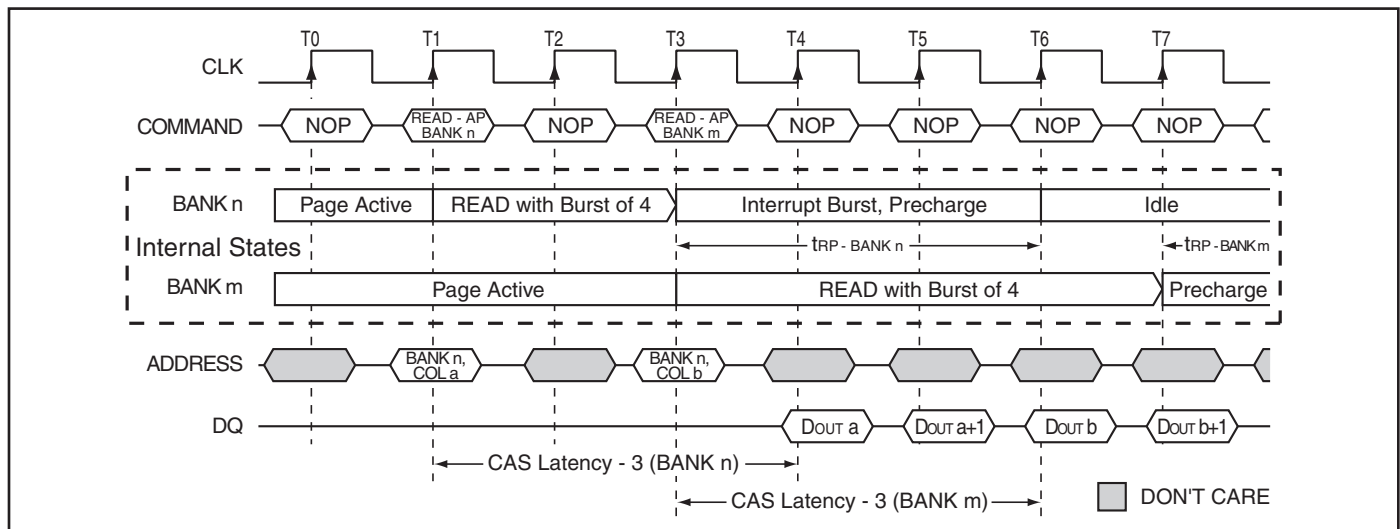 T0 T1 T2 T3 T4 T5 T6 T7
CLK
COMMAND NOP READ - AP BANK n NOP READ - AP BANK m NOP NOP NOP NOP
BANK n Page Active READ with Burst of 4 Interrupt Burst, Precharge Idle
Internal States tRP - BANK n tRP - BANK m
BANK m Page Active READ with Burst of 4 Precharge
ADDRESS BANK n, COL a BANK n, COL b
DQ DOUT a DOUT a+1 DOUT b DOUT b+1
CAS Latency - 3 (BANK n)
CAS Latency - 3 (BANK m) DON'T CARE